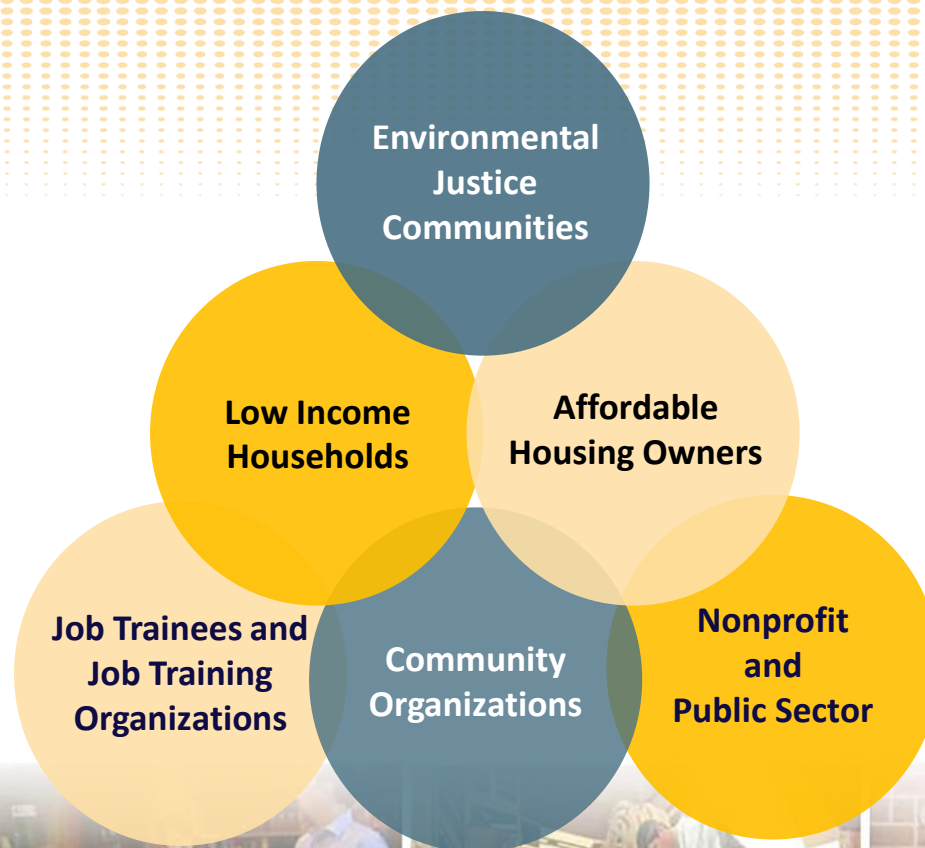 Environmental
Justice
Communities
Low Income
Households
Affordable
Housing Owners
Job Trainees and
Job Training
Organizations
Community
Organizations
Nonprofit
and
Public Sector